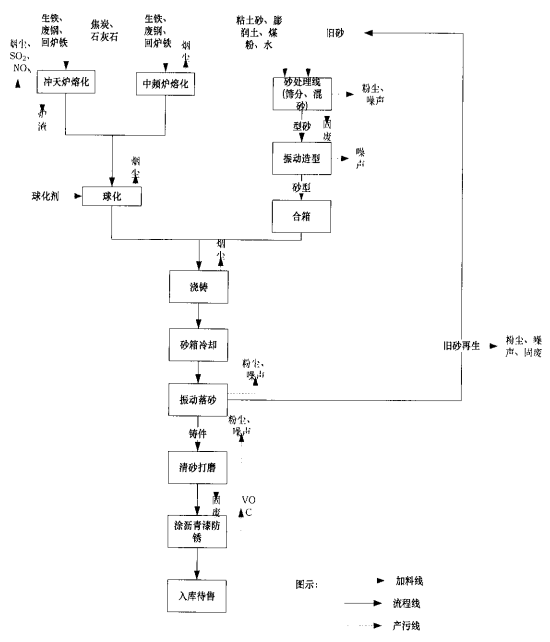 生铁、
废钢、
回炉铁
焦炭、
石灰石
生铁、
废钢、
回炉铁
粘土砂、膨
润土、煤
粉、水
旧砂
烟尘、
SO₂、
NOₓ
烟尘
冲天炉熔化
中频炉熔化
砂处理线
(筛分、混
砂)
粉尘、
噪声
炉渣
型砂
固废
振动造型
噪
声
烟尘
砂型
球化剂
球化
合箱
烟尘
浇铸
砂箱冷却
旧砂再生
粉尘、噪
声、固废
粉尘、
噪声
振动落砂
铸件
粉尘、
噪声
清砂打磨
固废
VO
C
涂沥青漆防
锈
入库待售
图示:
加料线
流程线
产污线